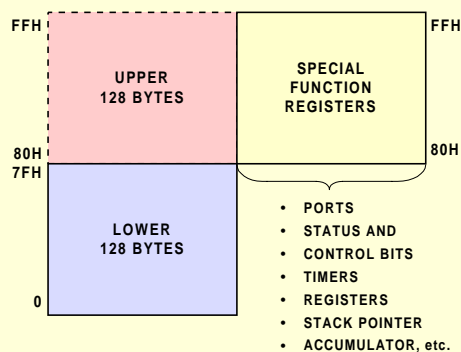 FFH
UPPER
128 BYTES
80H
7FH
LOWER
128 BYTES
0
SPECIAL
FUNCTION
REGISTERS
FFH
80H
• PORTS
• STATUS AND
• CONTROL BITS
• TIMERS
• REGISTERS
• STACK POINTER
• ACCUMULATOR, etc.